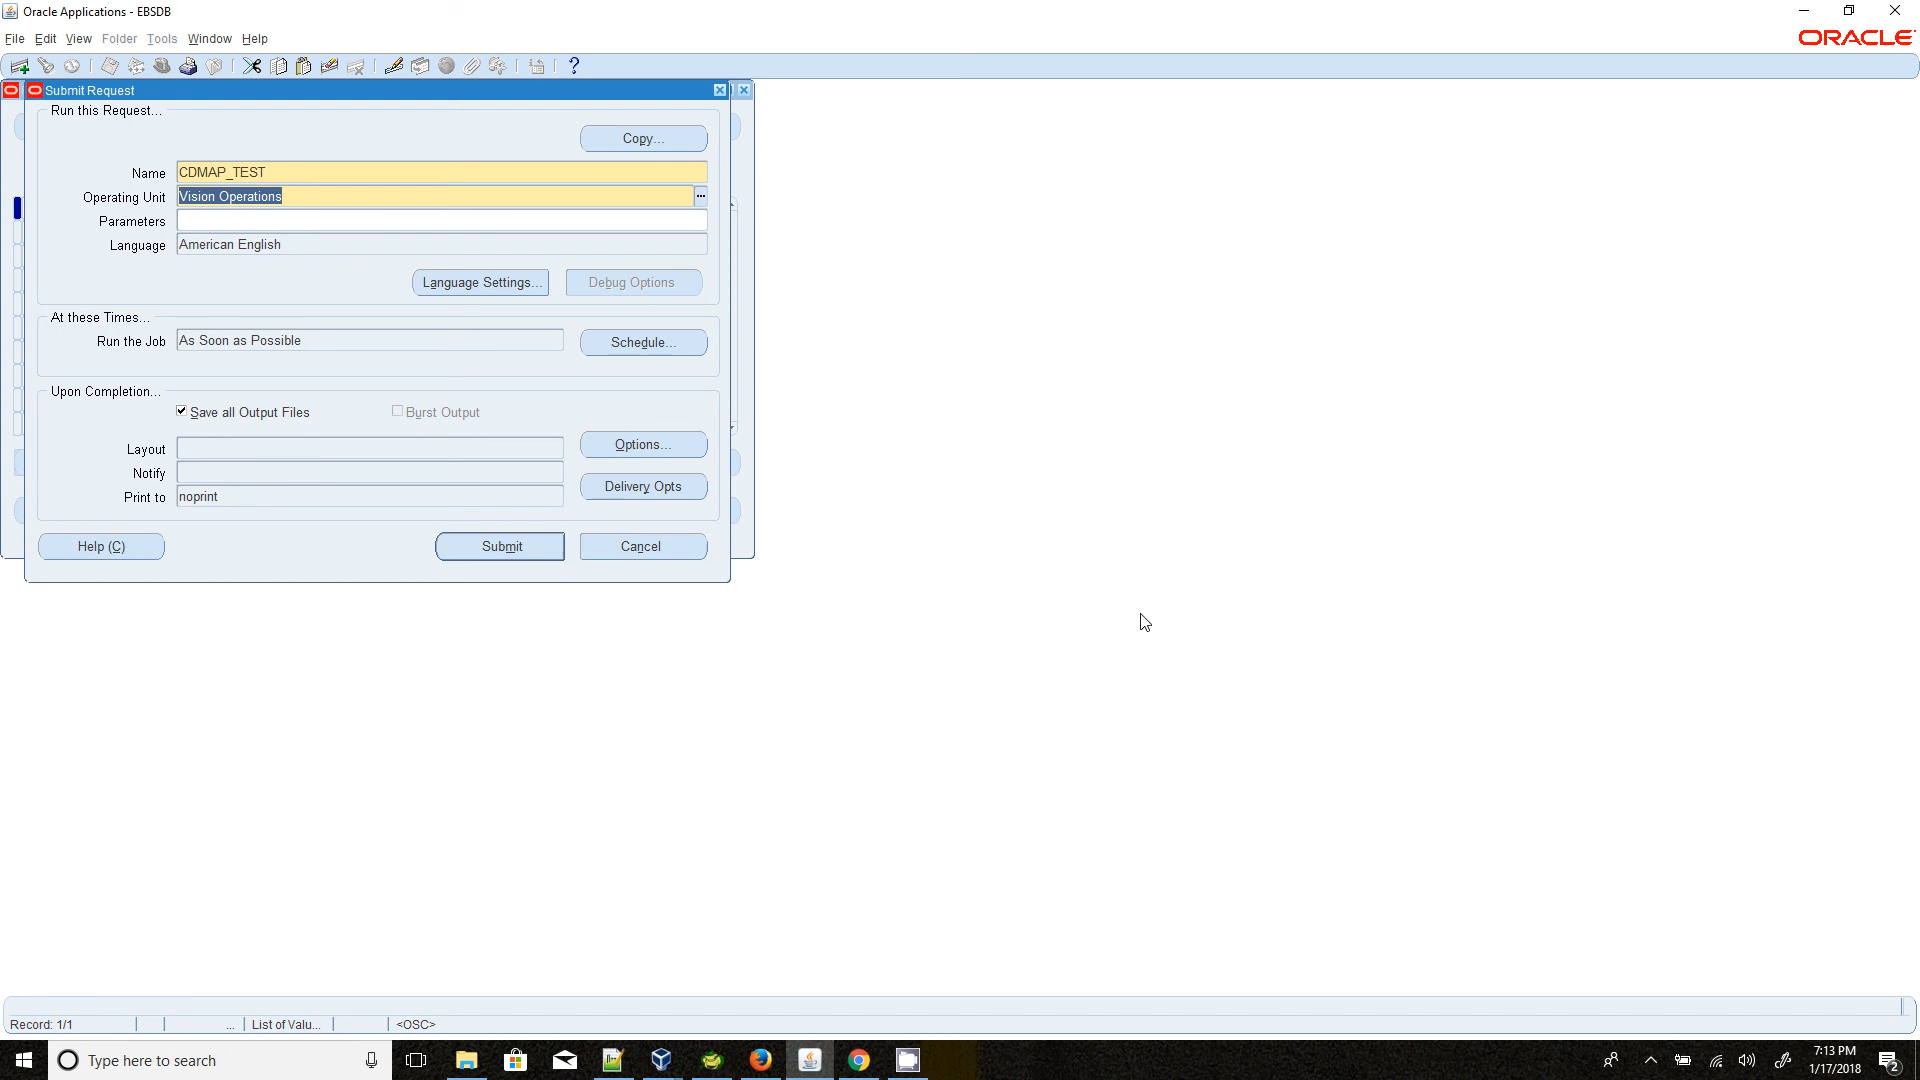 Oracle Applications - EBSDB
File Edit View Folder Tools Window Help
ORACLE
?
Submit Request
Run this Request...
Copy...
Name CDMAP_TEST
Operating Unit Vision Operations ...
Parameters
Language American English
Language Settings... Debug Options
At these Times...
Run the Job As Soon as Possible Schedule...
Upon Completion...
Save all Output Files Burst Output
Layout Options...
Notify
Delivery Opts
Print to noprint
Help (C) Submit Cancel
Record: 1/1 ... List of Valu... <OSC>
Type here to search
7:13 PM
1/17/2018
2